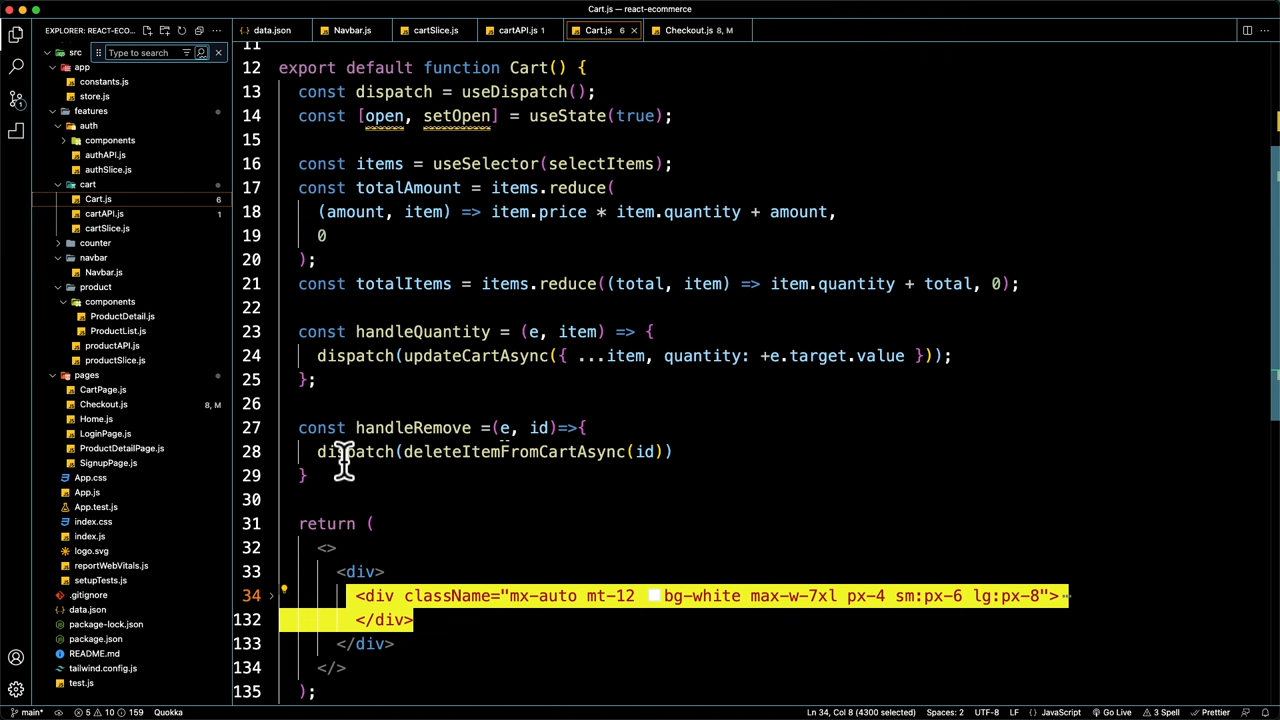 Cart.js — react-ecommerce
EXPLORER: REACT-ECO...
data.json
Navbar.js
cartSlice.js
cartAPI.js 1
Cart.js 6
Checkout.js 8, M
src
Type to search
app
constants.js
store.js
features
auth
components
authAPI.js
authSlice.js
cart
Cart.js 6
cartAPI.js 1
cartSlice.js
counter
navbar
Navbar.js
product
components
ProductDetail.js
ProductList.js
productAPI.js
productSlice.js
pages
CartPage.js
Checkout.js 8, M
Home.js
LoginPage.js
ProductDetailPage.js
SignupPage.js
App.css
App.js
App.test.js
index.css
index.js
logo.svg
reportWebVitals.js
setupTests.js
.gitignore
data.json
package-lock.json
package.json
README.md
tailwind.config.js
test.js
11
12 export default function Cart() {
13 const dispatch = useDispatch();
14 const [open, setOpen] = useState(true);
15
16 const items = useSelector(selectItems);
17 const totalAmount = items.reduce(
18 (amount, item) => item.price * item.quantity + amount,
19 0
20 );
21 const totalItems = items.reduce((total, item) => item.quantity + total, 0);
22
23 const handleQuantity = (e, item) => {
24 dispatch(updateCartAsync({ ...item, quantity: +e.target.value }));
25 };
26
27 const handleRemove =(e, id)=>{
28 dispatch(deleteItemFromCartAsync(id))
29 }
30
31 return (
32 <>
33 <div>
34 <div className="mx-auto mt-12 bg-white max-w-7xl px-4 sm:px-6 lg:px-8">…
132 </div>
133 </div>
134 </>
135 );
main* 5 10 159 Quokka
Ln 34, Col 8 (4300 selected) Spaces: 2 UTF-8 LF {} JavaScript Go Live 3 Spell Prettier